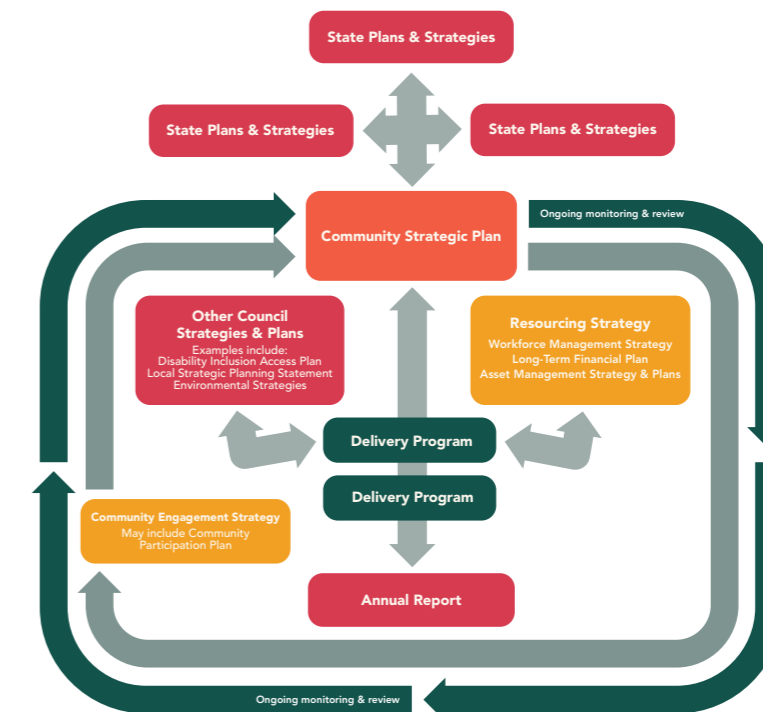 State Plans & Strategies
State Plans & Strategies
State Plans & Strategies
Community Strategic Plan
Ongoing monitoring & review
Other Council
Strategies & Plans
Examples include:
Disability Inclusion Access Plan
Local Strategic Planning Statement
Environmental Strategies
Resourcing Strategy
Workforce Management Strategy
Long-Term Financial Plan
Asset Management Strategy & Plans
Delivery Program
Delivery Program
Community Engagement Strategy
May include Community
Participation Plan
Annual Report
Ongoing monitoring & review